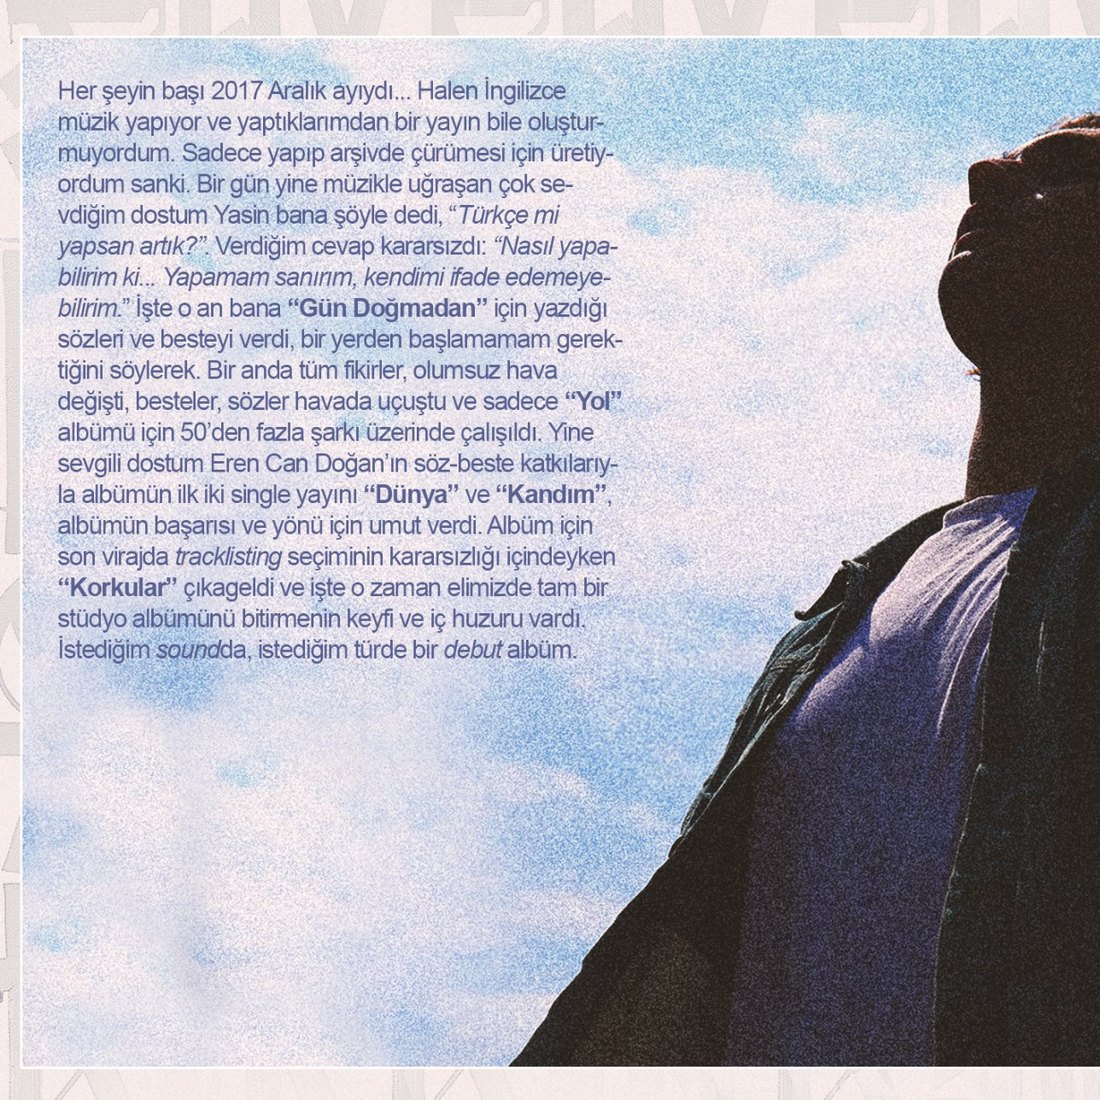 Her şeyin başı 2017 Aralık ayıydı... Halen İngilizce
müzik yapıyor ve yaptıklarımdan bir yayın bile oluştur-
muyordum. Sadece yapıp arşivde çürümesi için üretiy-
ordum sanki. Bir gün yine müzikle uğraşan çok se-
vdiğim dostum Yasin bana şöyle dedi, “Türkçe mi
yapsan artık?”. Verdiğim cevap kararsızdı: “Nasıl yapa-
bilirim ki... Yapamam sanırım, kendimi ifade edemeye-
bilirim.” İşte o an bana “Gün Doğmadan” için yazdığı
sözleri ve besteyi verdi, bir yerden başlamamam gerek-
tiğini söylerek. Bir anda tüm fikirler, olumsuz hava
değişti, besteler, sözler havada uçuştu ve sadece “Yol”
albümü için 50’den fazla şarkı üzerinde çalışıldı. Yine
sevgili dostum Eren Can Doğan’ın söz-beste katkılarıy-
la albümün ilk iki single yayını “Dünya” ve “Kandım”,
albümün başarısı ve yönü için umut verdi. Albüm için
son virajda tracklisting seçiminin kararsızlığı içindeyken
“Korkular” çıkageldi ve işte o zaman elimizde tam bir
stüdyo albümünü bitirmenin keyfi ve iç huzuru vardı.
İstediğim soundda, istediğim türde bir debut albüm.